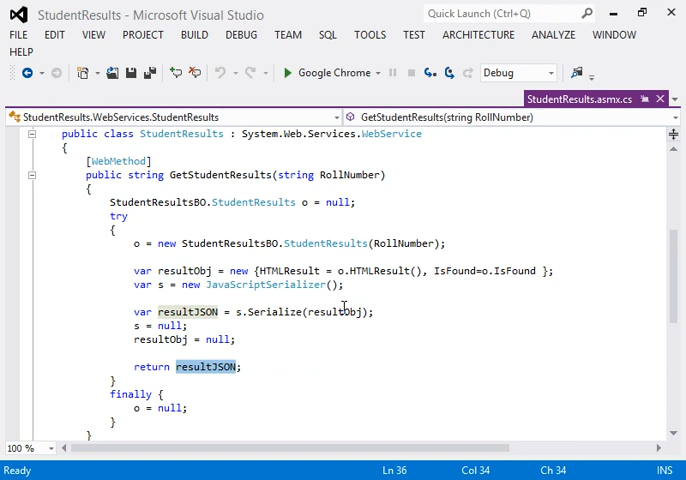 StudentResults - Microsoft Visual Studio
Quick Launch (Ctrl+Q)
FILE EDIT VIEW PROJECT BUILD DEBUG TEAM SQL TOOLS TEST ARCHITECTURE ANALYZE WINDOW
HELP
Google Chrome Debug
StudentResults.asmx.cs
StudentResults.WebServices.StudentResults GetStudentResults(string RollNumber)
public class StudentResults : System.Web.Services.WebService
{
[WebMethod]
public string GetStudentResults(string RollNumber)
{
StudentResultsBO.StudentResults o = null;
try
{
o = new StudentResultsBO.StudentResults(RollNumber);
var resultObj = new {HTMLResult = o.HTMLResult(), IsFound=o.IsFound };
var s = new JavaScriptSerializer();
var resultJSON = s.Serialize(resultObj);
s = null;
resultObj = null;
return resultJSON;
}
finally {
o = null;
}
}
100 %
Ready Ln 36 Col 34 Ch 34 INS